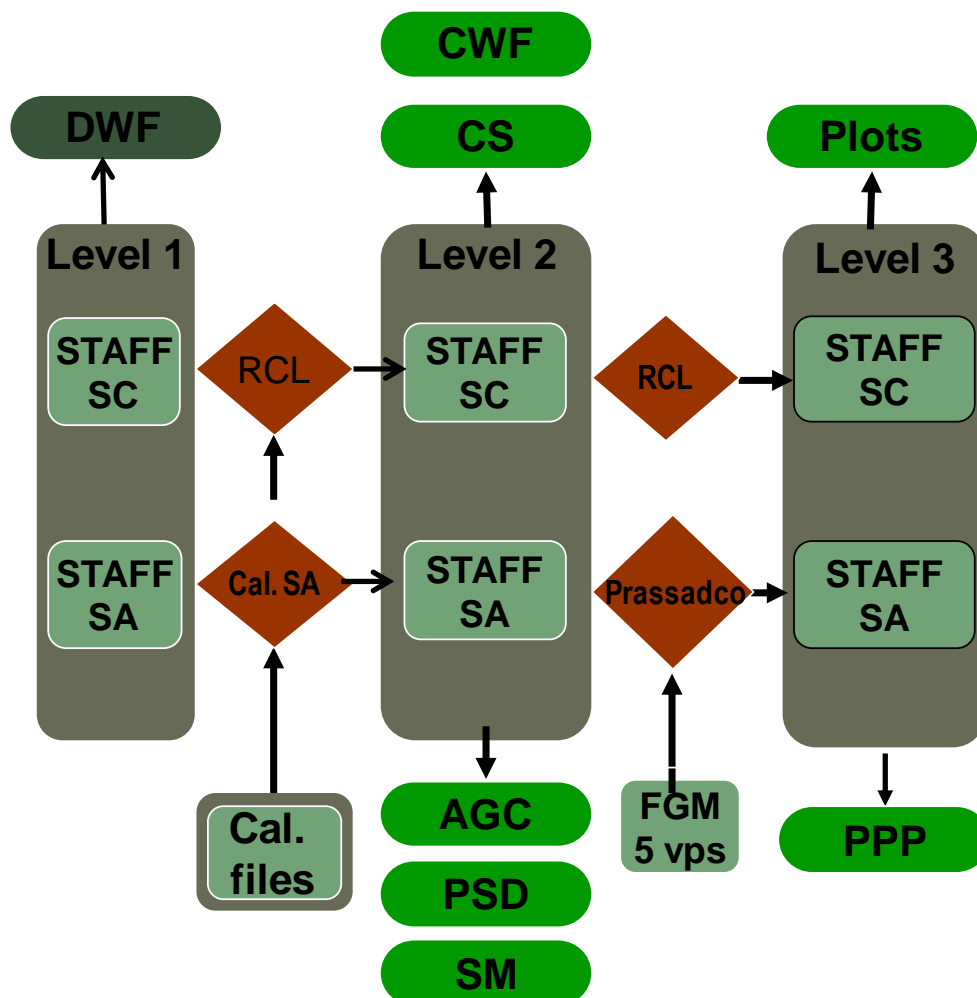 CWF
DWF
CS
Plots
Level 1
Level 2
Level 3
STAFF
SC
RCL
STAFF
SC
RCL
STAFF
SC
STAFF
SA
Cal. SA
STAFF
SA
Prassadco
STAFF
SA
Cal.
files
AGC
PSD
SM
FGM
5 vps
PPP